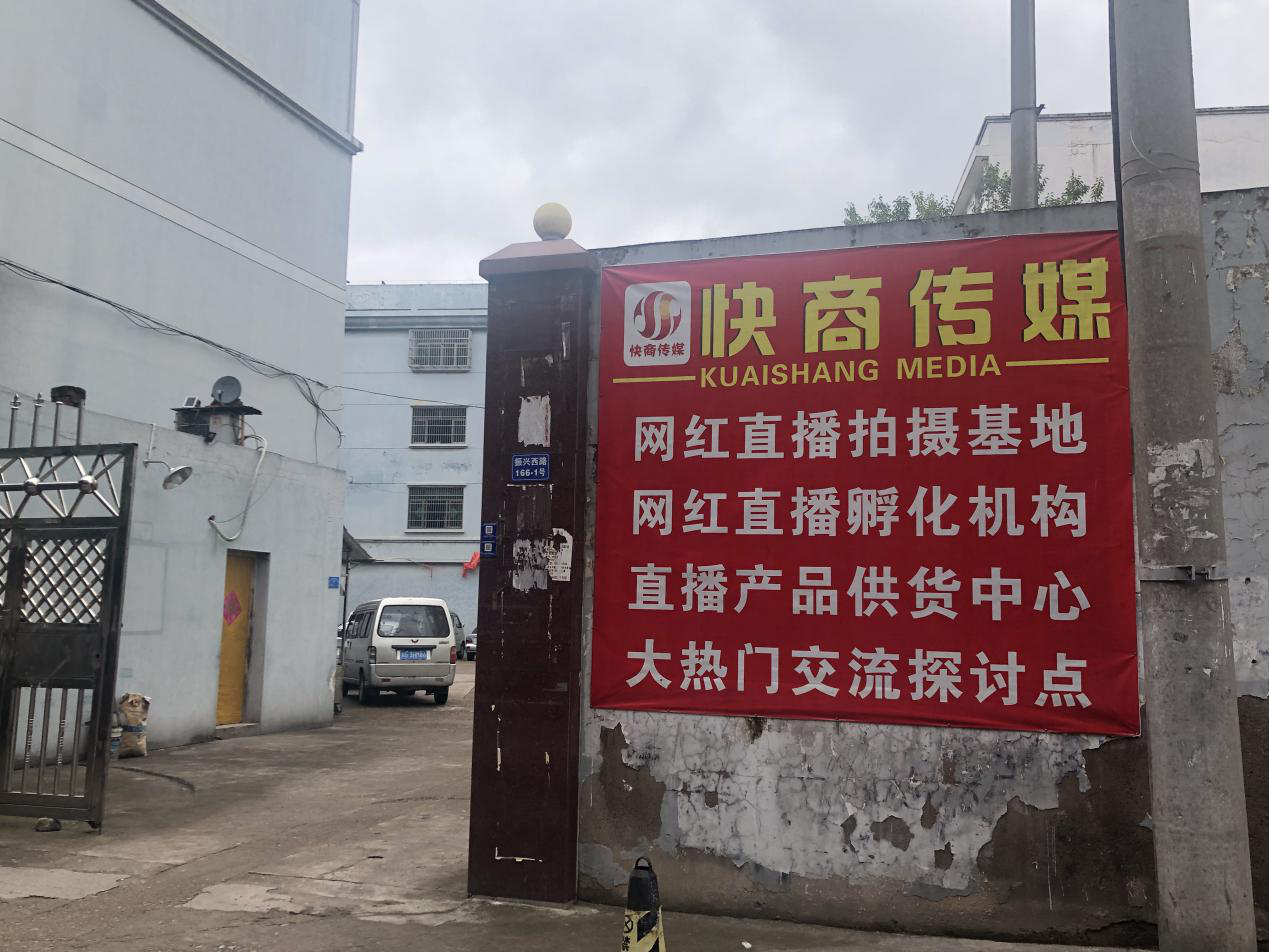 快商传媒
快商传媒
KUAISHANG MEDIA
网红直播拍摄基地
网红直播孵化机构
直播产品供货中心
大热门交流探讨点
振兴西路
166-1号